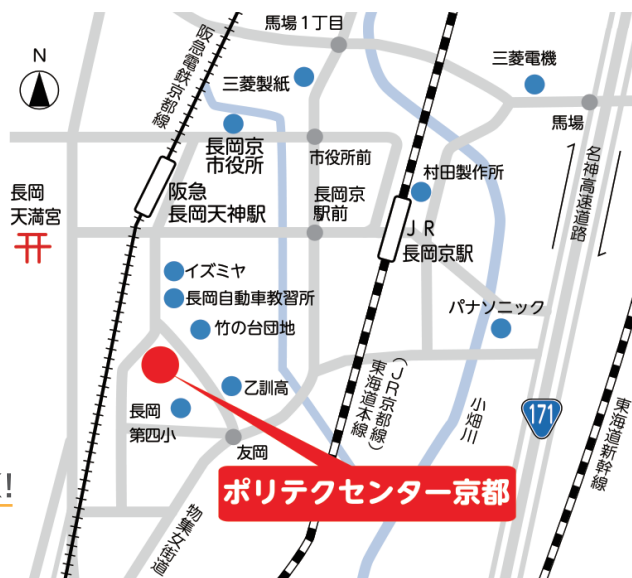 馬場1丁目
阪急電鉄京都線
N
三菱製紙
三菱電機
馬場
長岡京
市役所
市役所前
名神高速道路
村田製作所
阪急
長岡天神駅
長岡京
駅前
長岡
天満宮
JR
長岡京駅
イズミヤ
長岡自動車教習所
竹の台団地
パナソニック
乙訓高
長岡
第四小
友岡
(JR京都線)
東海道本線
小畑川
171
東海道新幹線
ポリテクセンター京都
物集女街道
!